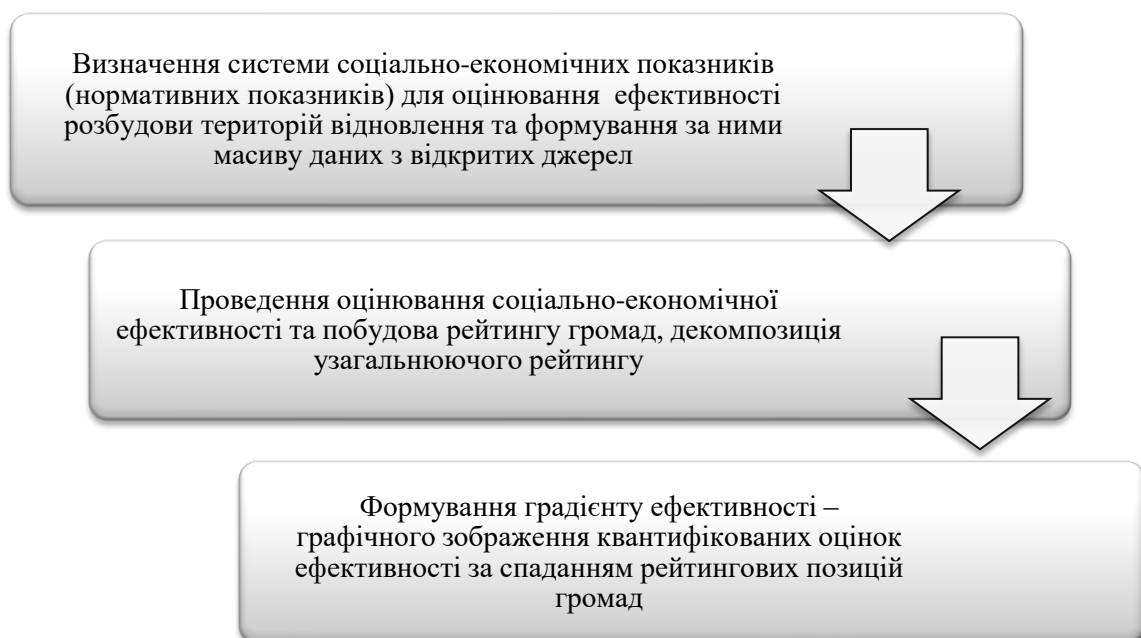 Визначення системи соціально-економічних показників
(нормативних показників) для оцінювання  ефективності
розбудови територій відновлення та формування за ними
масиву даних з відкритих джерел
Проведення оцінювання соціально-економічної
ефективності та побудова рейтингу громад, декомпозиція
узагальнюючого рейтингу
Формування градієнту ефективності –
графічного зображення квантифікованих оцінок
ефективності за спаданням рейтингових позицій
громад